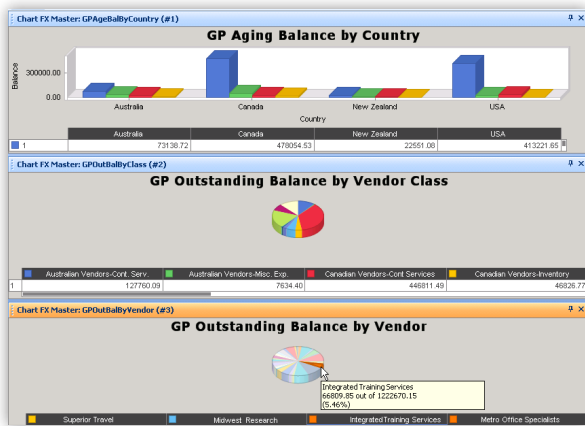 Chart FX Master: GPAgeBalByCountry (#1)
GP Aging Balance by Country
Balance
300000.00
0.00
Australia Canada New Zealand USA
Country
Australia Canada New Zealand USA
1 73138.72 478054.53 22551.08 413221.65
Chart FX Master: GPOutBalByClass (#2)
GP Outstanding Balance by Vendor Class
Australian Vendors-Cont. Serv. Australian Vendors-Misc. Exp. Canadian Vendors-Cont Services Canadian Vendors-Inventory
1 127760.09 7634.40 446811.49 46826.77
Chart FX Master: GPOutBalByVendor (#3)
GP Outstanding Balance by Vendor
Integrated Training Services
66809.85 out of 1222670.15
(5.46%)
Superior Travel Midwest Research Integrated Training Services Metro Office Specialists